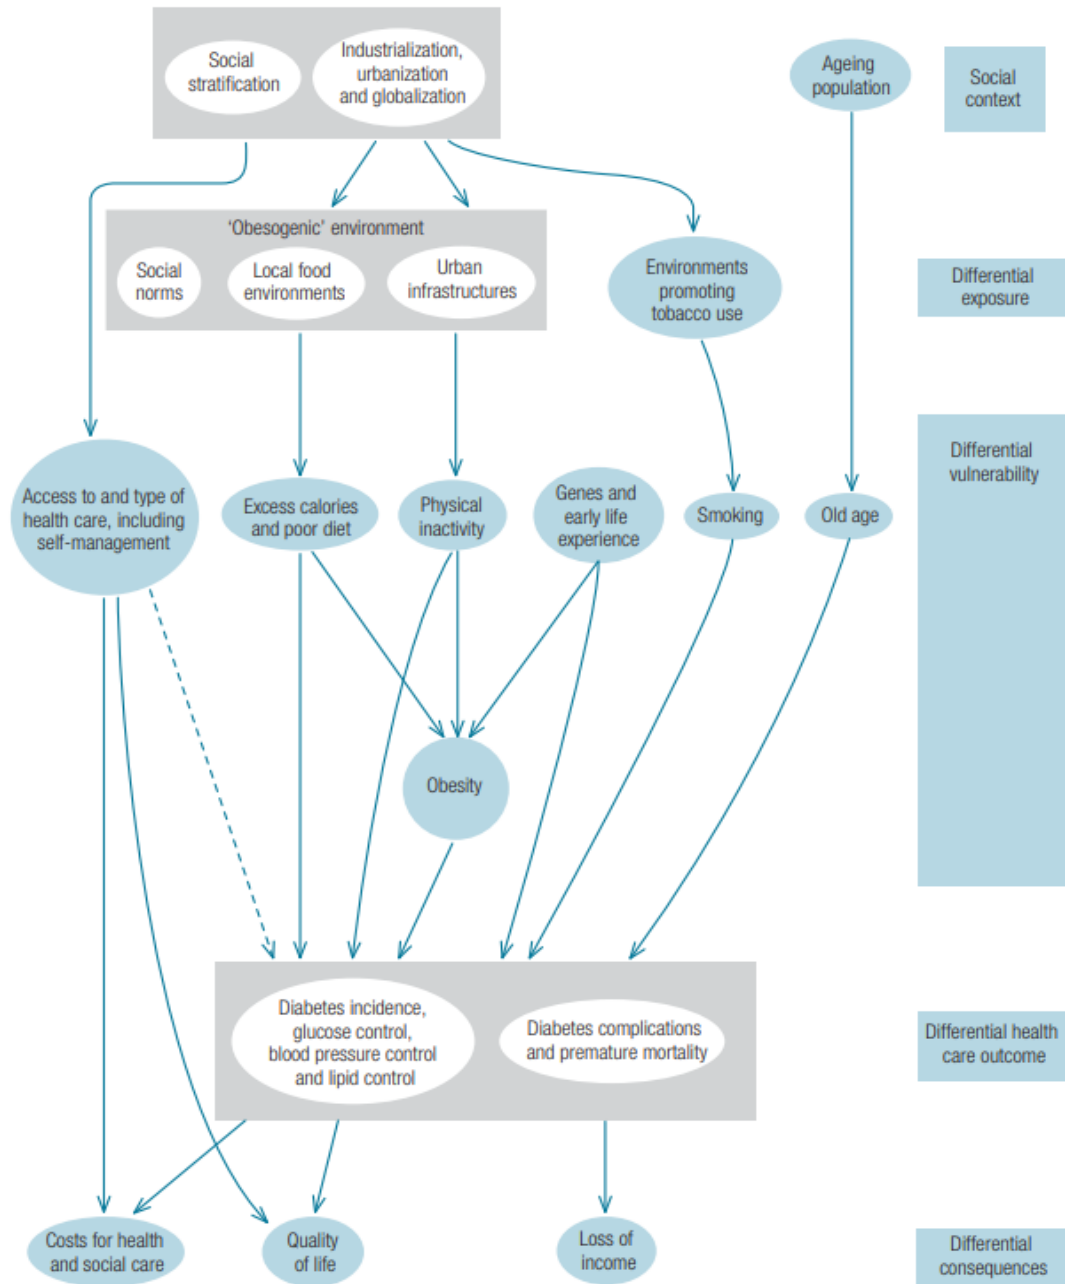 Social
stratification
Industrialization,
urbanization
and globalization
Ageing
population
Social
context
‘Obesogenic’ environment
Social
norms
Local food
environments
Urban
infrastructures
Environments
promoting
tobacco use
Differential
exposure
Access to and type of
health care, including
self-management
Excess calories
and poor diet
Physical
inactivity
Genes and
early life
experience
Smoking
Old age
Differential
vulnerability
Obesity
Diabetes incidence,
glucose control,
blood pressure control
and lipid control
Diabetes complications
and premature mortality
Differential health
care outcome
Costs for health
and social care
Quality
of life
Loss of
income
Differential
consequences